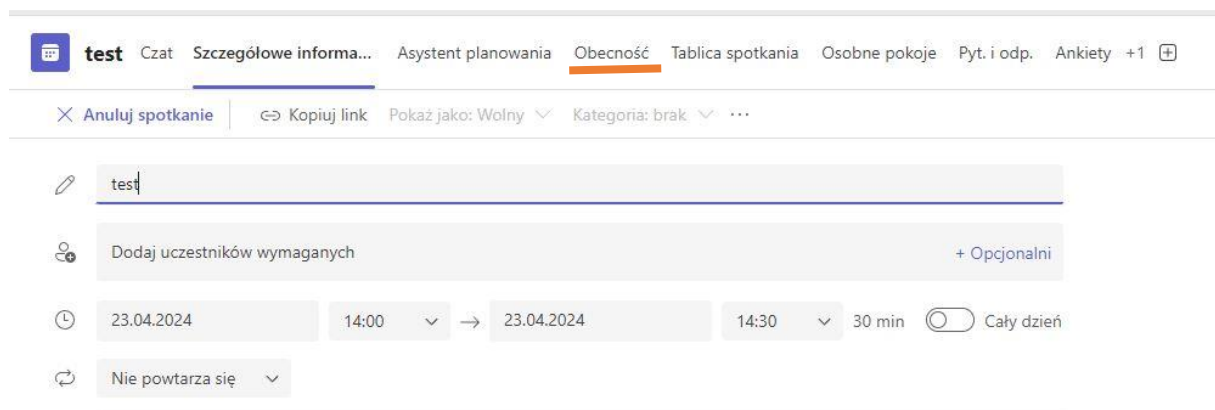 test Czat Szczegółowe informa... Asystent planowania Obecność Tablica spotkania Osobne pokoje Pyt. i odp. Ankiety +1
Anuluj spotkanie Kopiuj link Pokaż jako: Wolny Kategoria: brak ...
test
Dodaj uczestników wymaganych + Opcjonalni
23.04.2024 14:00 → 23.04.2024 14:30 30 min Cały dzień
Nie powtarza się